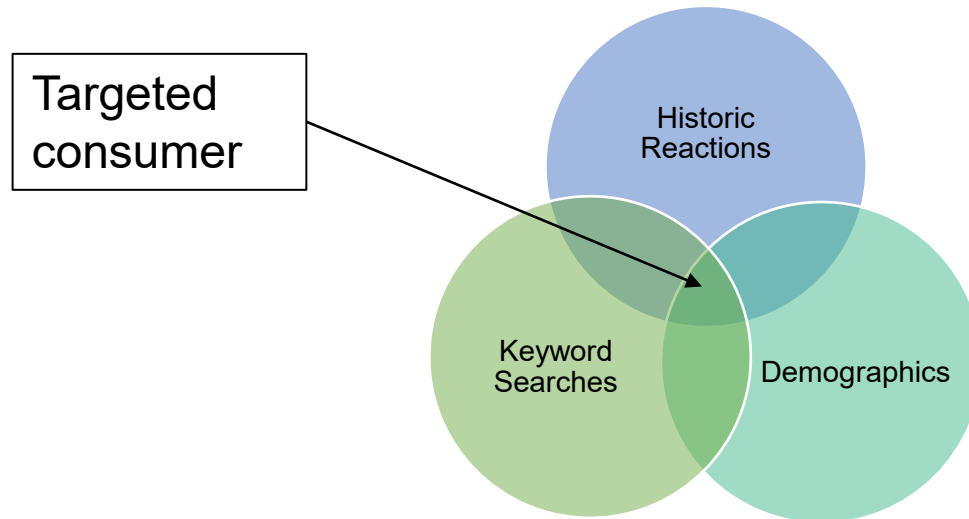 Targeted
consumer
Historic
Reactions
Keyword
Searches
Demographics